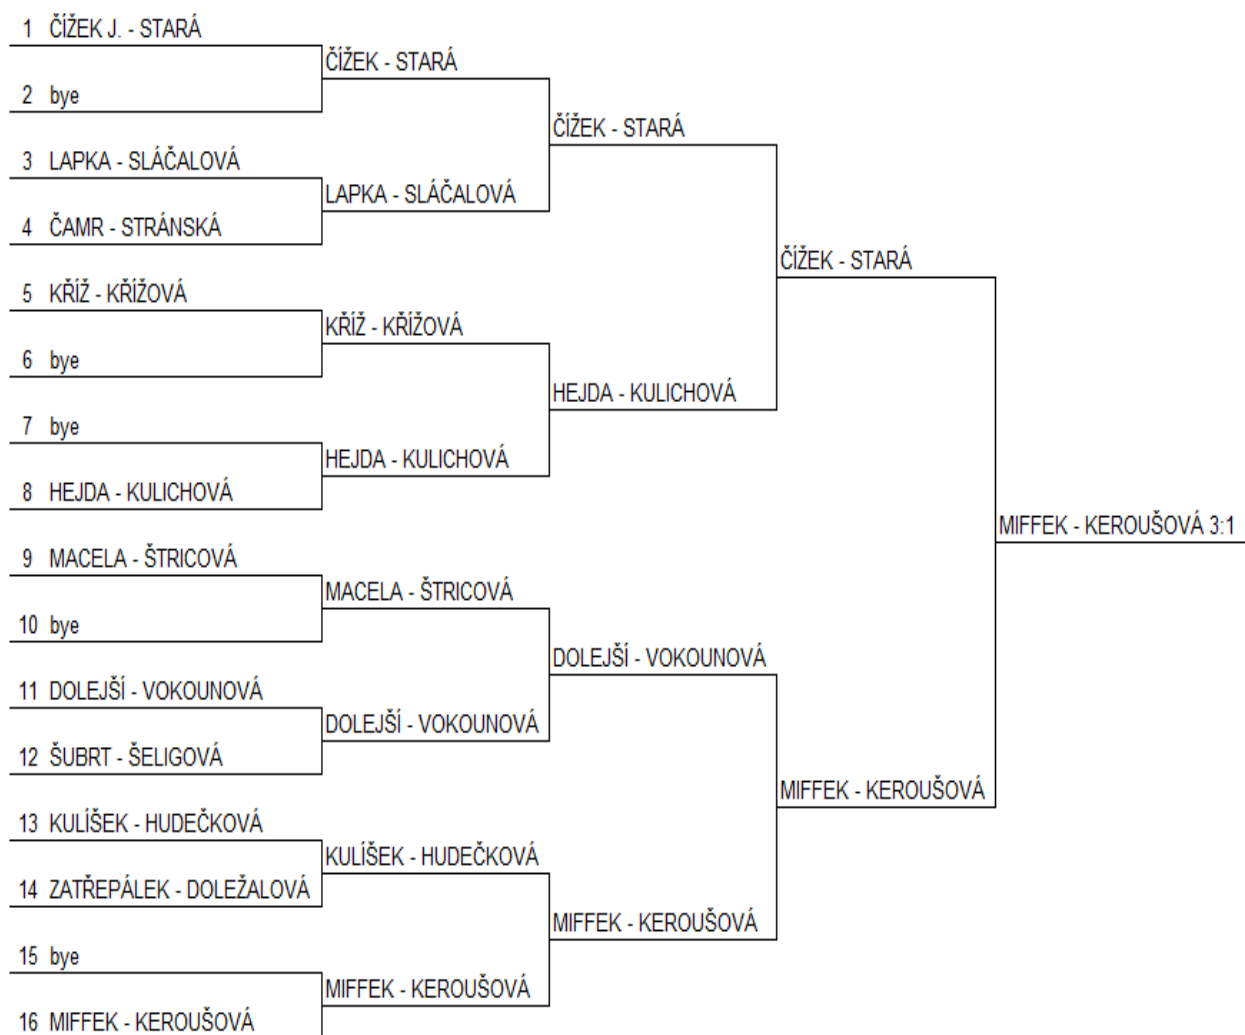 1 ČÍŽEK J. - STARÁ
ČÍŽEK - STARÁ
2 bye
ČÍŽEK - STARÁ
3 LAPKA - SLÁČALOVÁ
LAPKA - SLÁČALOVÁ
4 ČAMR - STRÁNSKÁ
ČÍŽEK - STARÁ
5 KŘÍŽ - KŘÍŽOVÁ
KŘÍŽ - KŘÍŽOVÁ
6 bye
HEJDA - KULICHOVÁ
7 bye
HEJDA - KULICHOVÁ
8 HEJDA - KULICHOVÁ
MIFFEK - KEROUŠOVÁ 3:1
9 MACELA - ŠTRICOVÁ
MACELA - ŠTRICOVÁ
10 bye
DOLEJŠÍ - VOKOUNOVÁ
11 DOLEJŠÍ - VOKOUNOVÁ
DOLEJŠÍ - VOKOUNOVÁ
12 ŠUBRT - ŠELIGOVÁ
MIFFEK - KEROUŠOVÁ
13 KULÍŠEK - HUDEČKOVÁ
KULÍŠEK - HUDEČKOVÁ
14 ZATŘEPÁLEK - DOLEŽALOVÁ
MIFFEK - KEROUŠOVÁ
15 bye
MIFFEK - KEROUŠOVÁ
16 MIFFEK - KEROUŠOVÁ